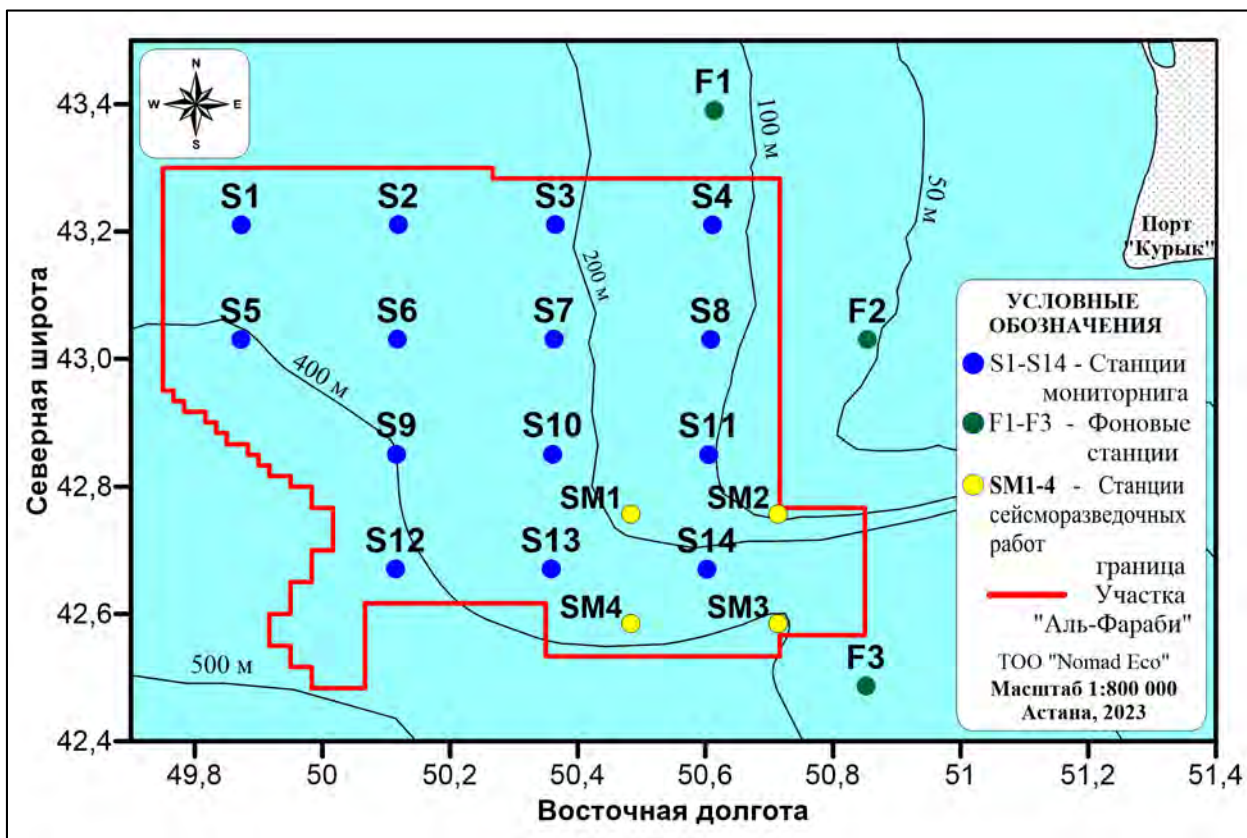 N
W
E
S
Северная широта
43,4
43,2
43,0
42,8
42,6
42,4
49,8
50
50,2
50,4
50,6
50,8
51
51,2
51,4
Восточная долгота
F1
100 м
50 м
S1
S2
S3
S4
200 м
Порт
"Курык"
S5
S6
S7
S8
F2
400 м
S9
S10
S11
SM1
SM2
S12
S13
S14
SM4
SM3
500 м
F3
УСЛОВНЫЕ
ОБОЗНАЧЕНИЯ
S1-S14 - Станции
мониторнига
F1-F3 - Фоновые
станции
SM1-4 - Станции
сейсморазведочных
работ
граница
Участка
"Аль-Фараби"
ТОО "Nomad Eco"
Масштаб 1:800 000
Астана, 2023